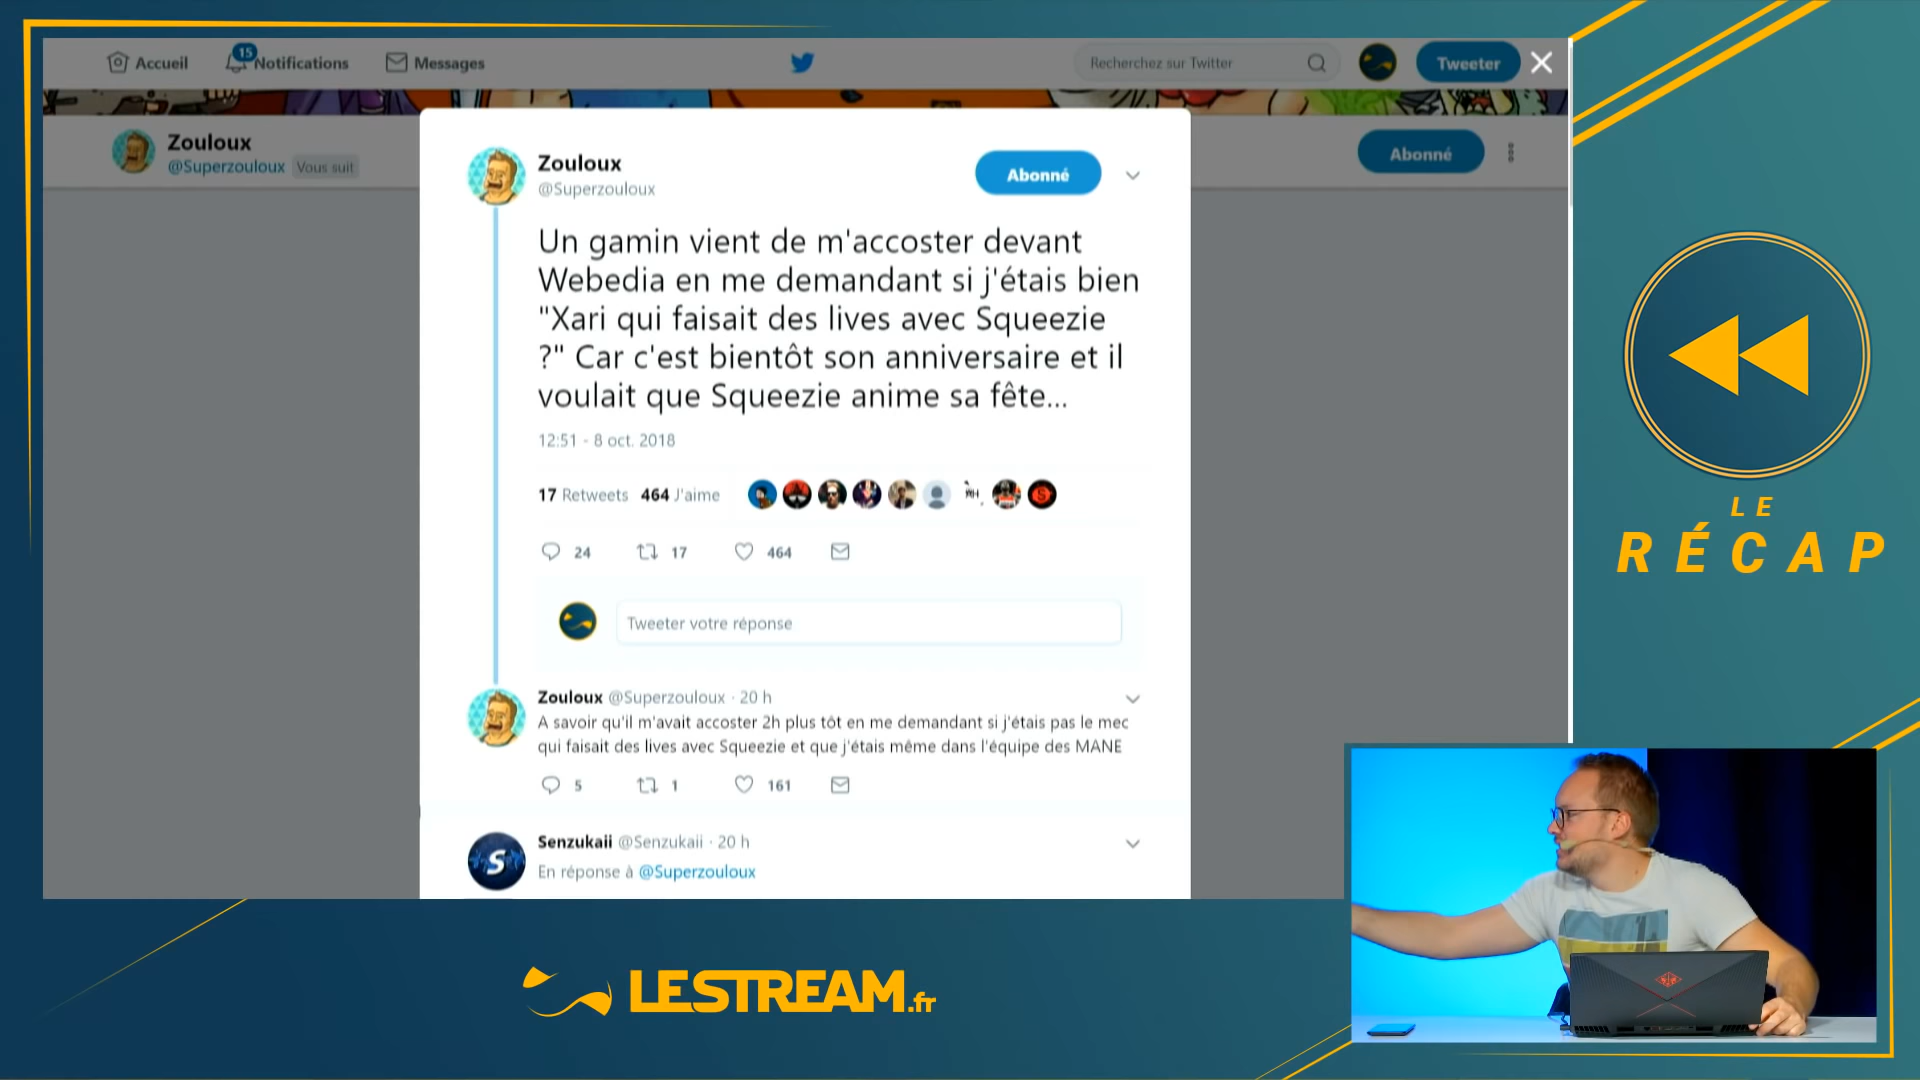 Accueil
15
Notifications
Messages
Recherchez sur Twitter
Tweeter
Zouloux
@Superzouloux Vous suit
Abonné
Zouloux
@Superzouloux
Abonné
Un gamin vient de m'accoster devant
Webedia en me demandant si j'étais bien
"Xari qui faisait des lives avec Squeezie
?" Car c'est bientôt son anniversaire et il
voulait que Squeezie anime sa fête...
12:51 - 8 oct. 2018
17 Retweets 464 J'aime
24 17 464
Tweeter votre réponse
Zouloux @Superzouloux · 20 h
A savoir qu'il m'avait accoster 2h plus tôt en me demandant si j'étais pas le mec
qui faisait des lives avec Squeezie et que j'étais même dans l'équipe des MANE
5 1 161
S
Senzukaii @Senzukaii · 20 h
En réponse à @Superzouloux
LE
RÉCAP
LESTREAM.fr